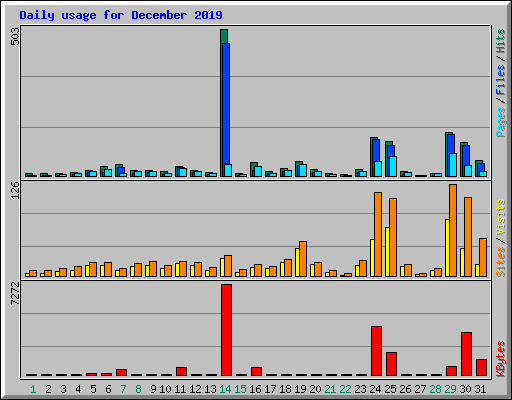 Daily usage for December 2019
503
Pages / Files / Hits
126
Sites / Visits
7272
KBytes
1 2 3 4 5 6 7 8 9 10 11 12 13 14 15 16 17 18 19 20 21 22 23 24 25 26 27 28 29 30 31